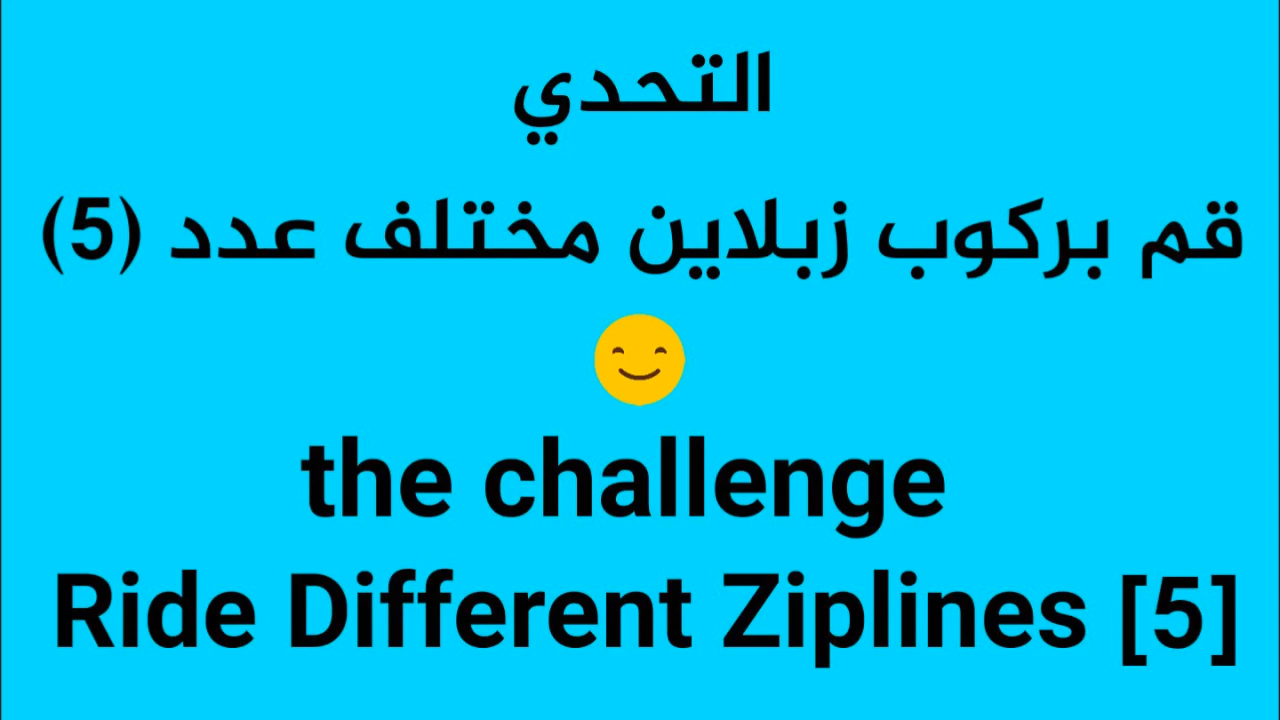 التحدي
قم بركوب زبلاين مختلف عدد (5)
the challenge
Ride Different Ziplines [5]